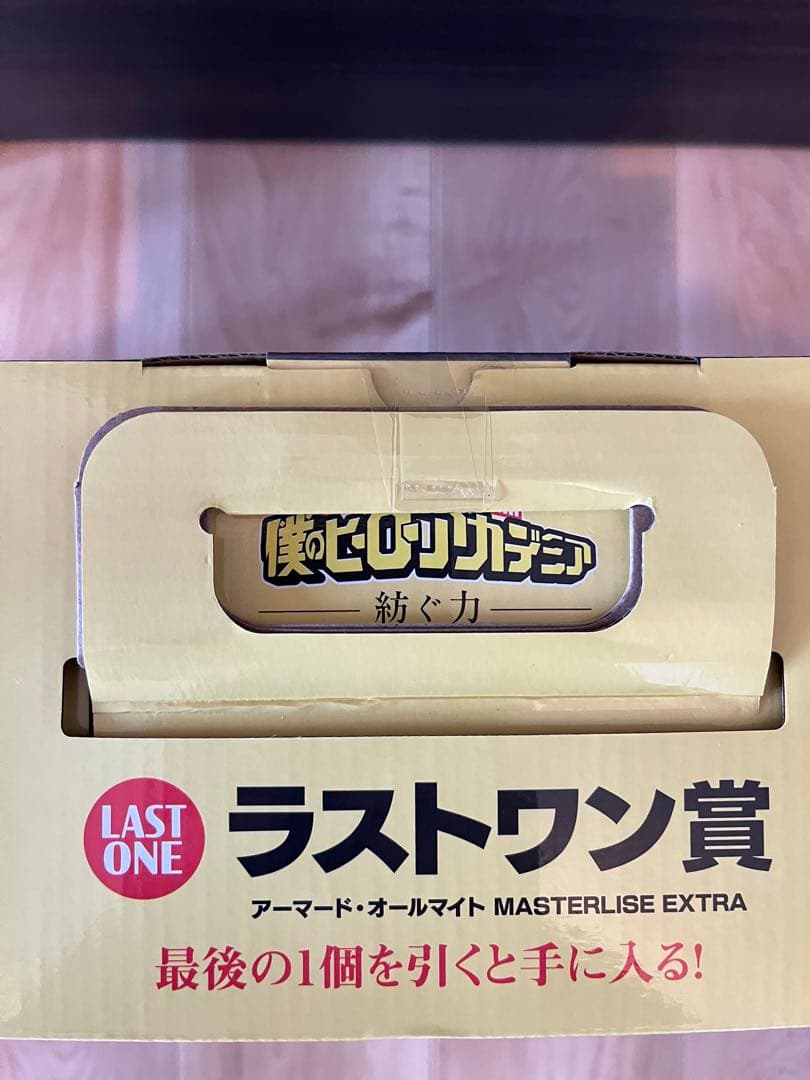 僕のヒーローアカデミア
紡ぐ力
LAST
ONE
ラストワン賞
アーマード・オールマイト MASTERLISE EXTRA
最後の1個を引くと手に入る!